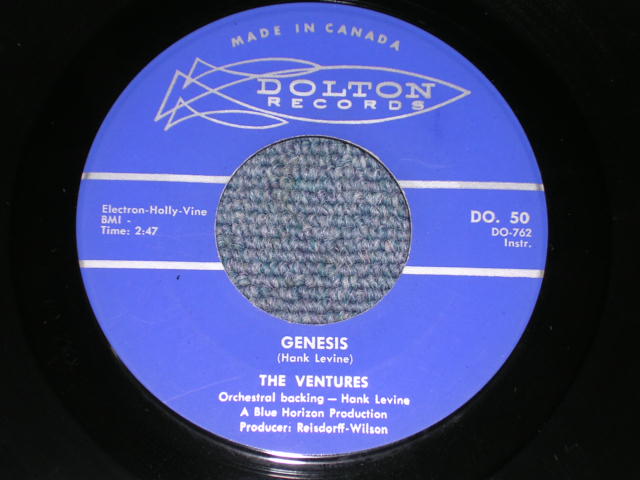 MADE IN CANADA
DOLTON
RECORDS
Electron-Holly-Vine
BMI -
Time: 2:47
DO. 50
DO-762
Instr.
GENESIS
(Hank Levine)
THE VENTURES
Orchestral backing — Hank Levine
A Blue Horizon Production
Producer: Reisdorff-Wilson